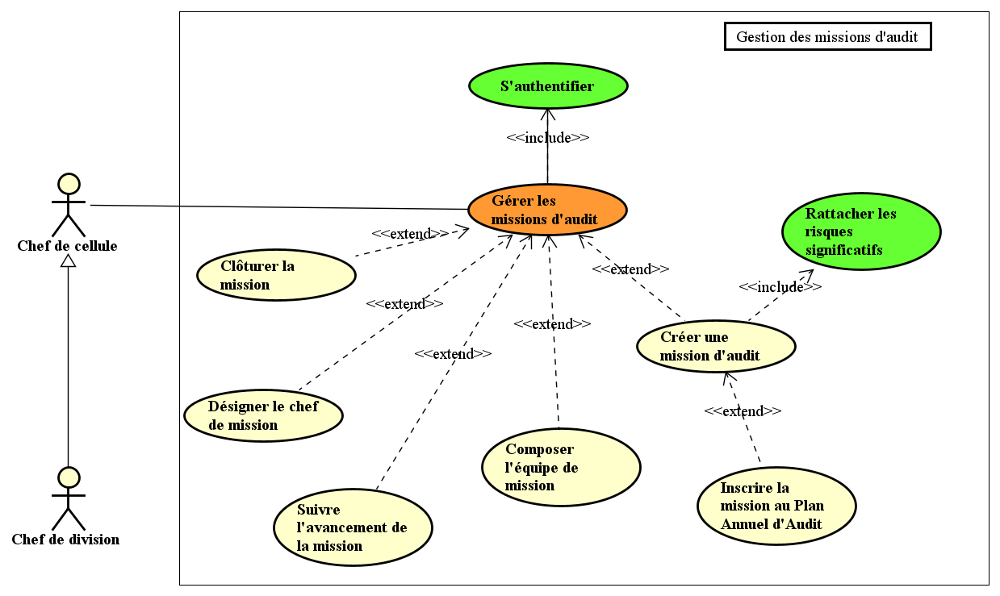 Gestion des missions d'audit
S'authentifier
<<include>>
Gérer les
missions d'audit
Rattacher les
risques
significatifs
Chef de cellule
<<extend>>
Clôturer la
mission
<<extend>>
<<include>>
<<extend>>
<<extend>>
Créer une
mission d'audit
<<extend>>
Désigner le chef
de mission
<<extend>>
Composer
l'équipe de
mission
Inscrire la
mission au Plan
Annuel d'Audit
Suivre
l'avancement de
la mission
Chef de division